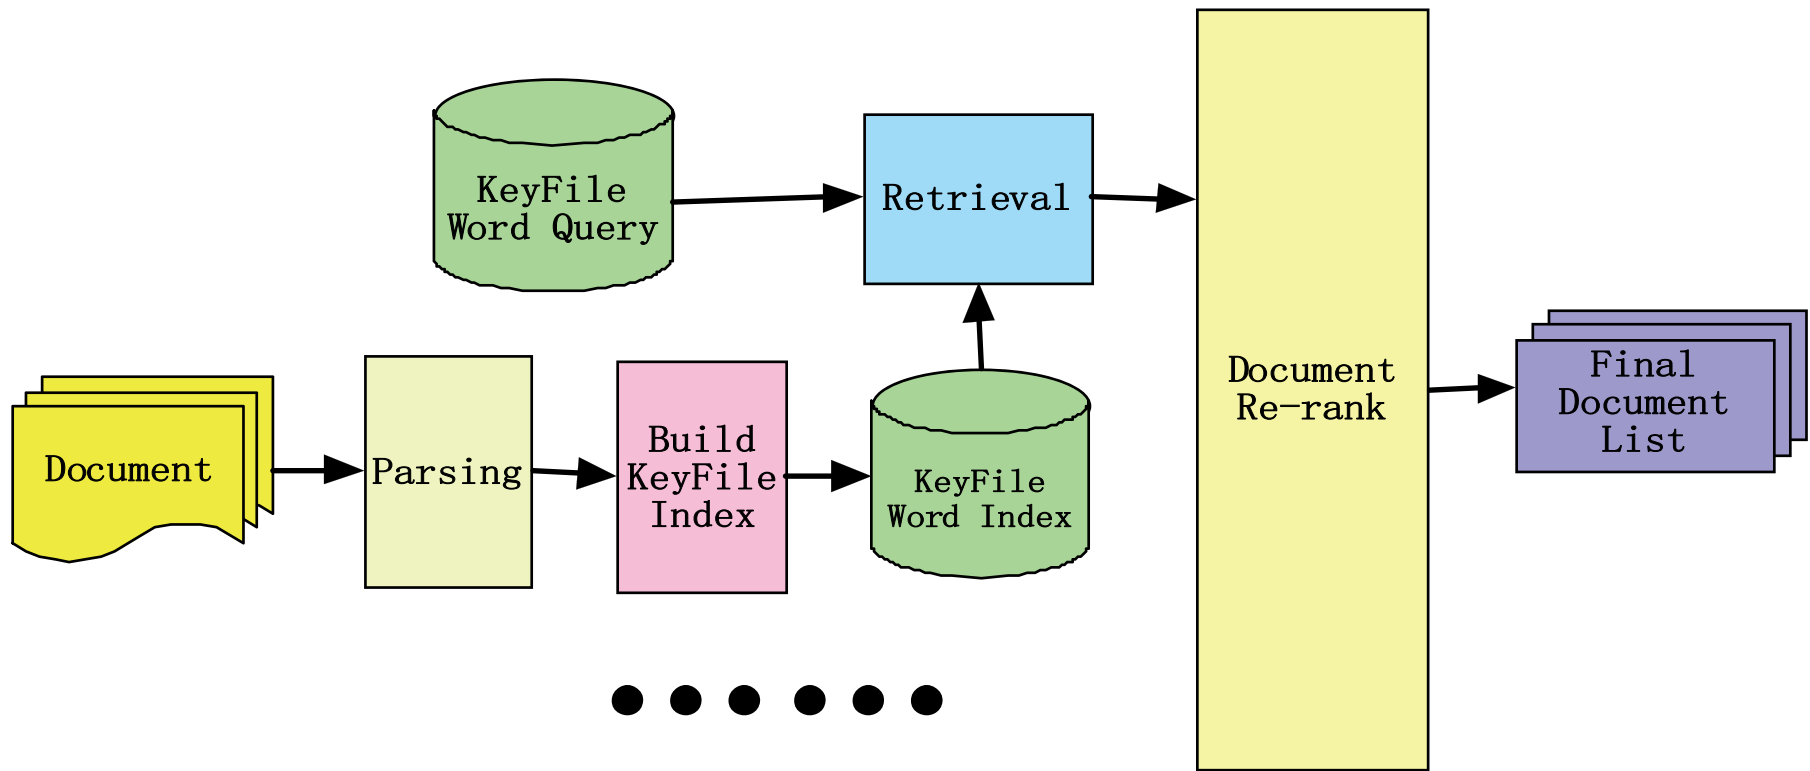 KeyFile
Word Query
Retrieval
Document
Parsing
Build
KeyFile
Index
KeyFile
Word Index
Document
Re-rank
Final
Document
List